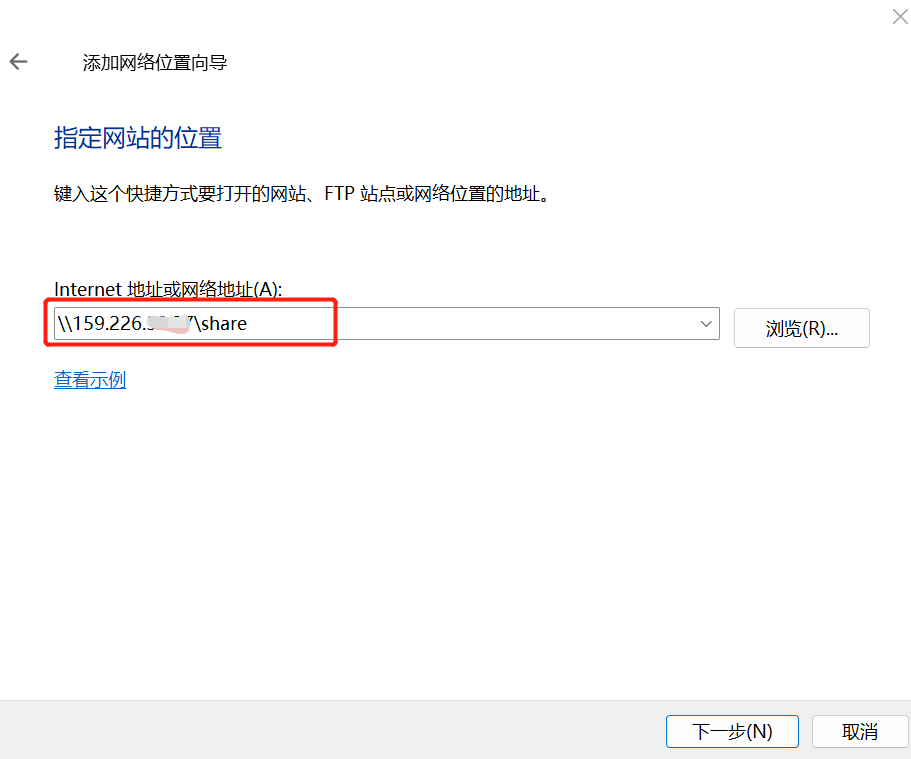 添加网络位置向导
指定网站的位置
键入这个快捷方式要打开的网站、FTP 站点或网络位置的地址。
Internet 地址或网络地址(A):
\\159.226. \share
浏览(R)...
查看示例
下一步(N)
取消